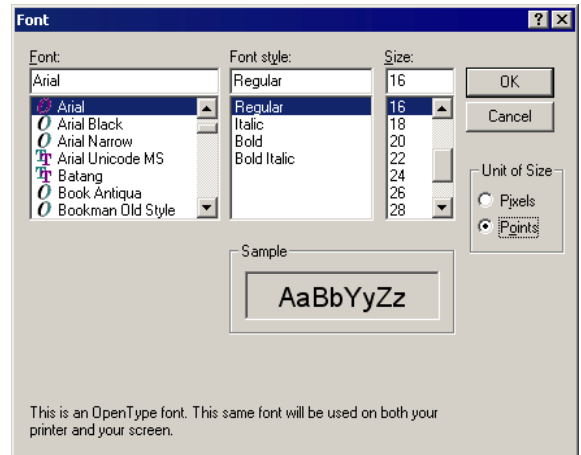 Font
Font:
Arial
Arial
Arial Black
Arial Narrow
Arial Unicode MS
Batang
Book Antiqua
Bookman Old Style
Font style:
Regular
Regular
Italic
Bold
Bold Italic
Size:
16
16
18
20
22
24
26
28
OK
Cancel
Unit of Size
Pixels
Points
Sample
AaBbYyZz
This is an OpenType font. This same font will be used on both your
printer and your screen.